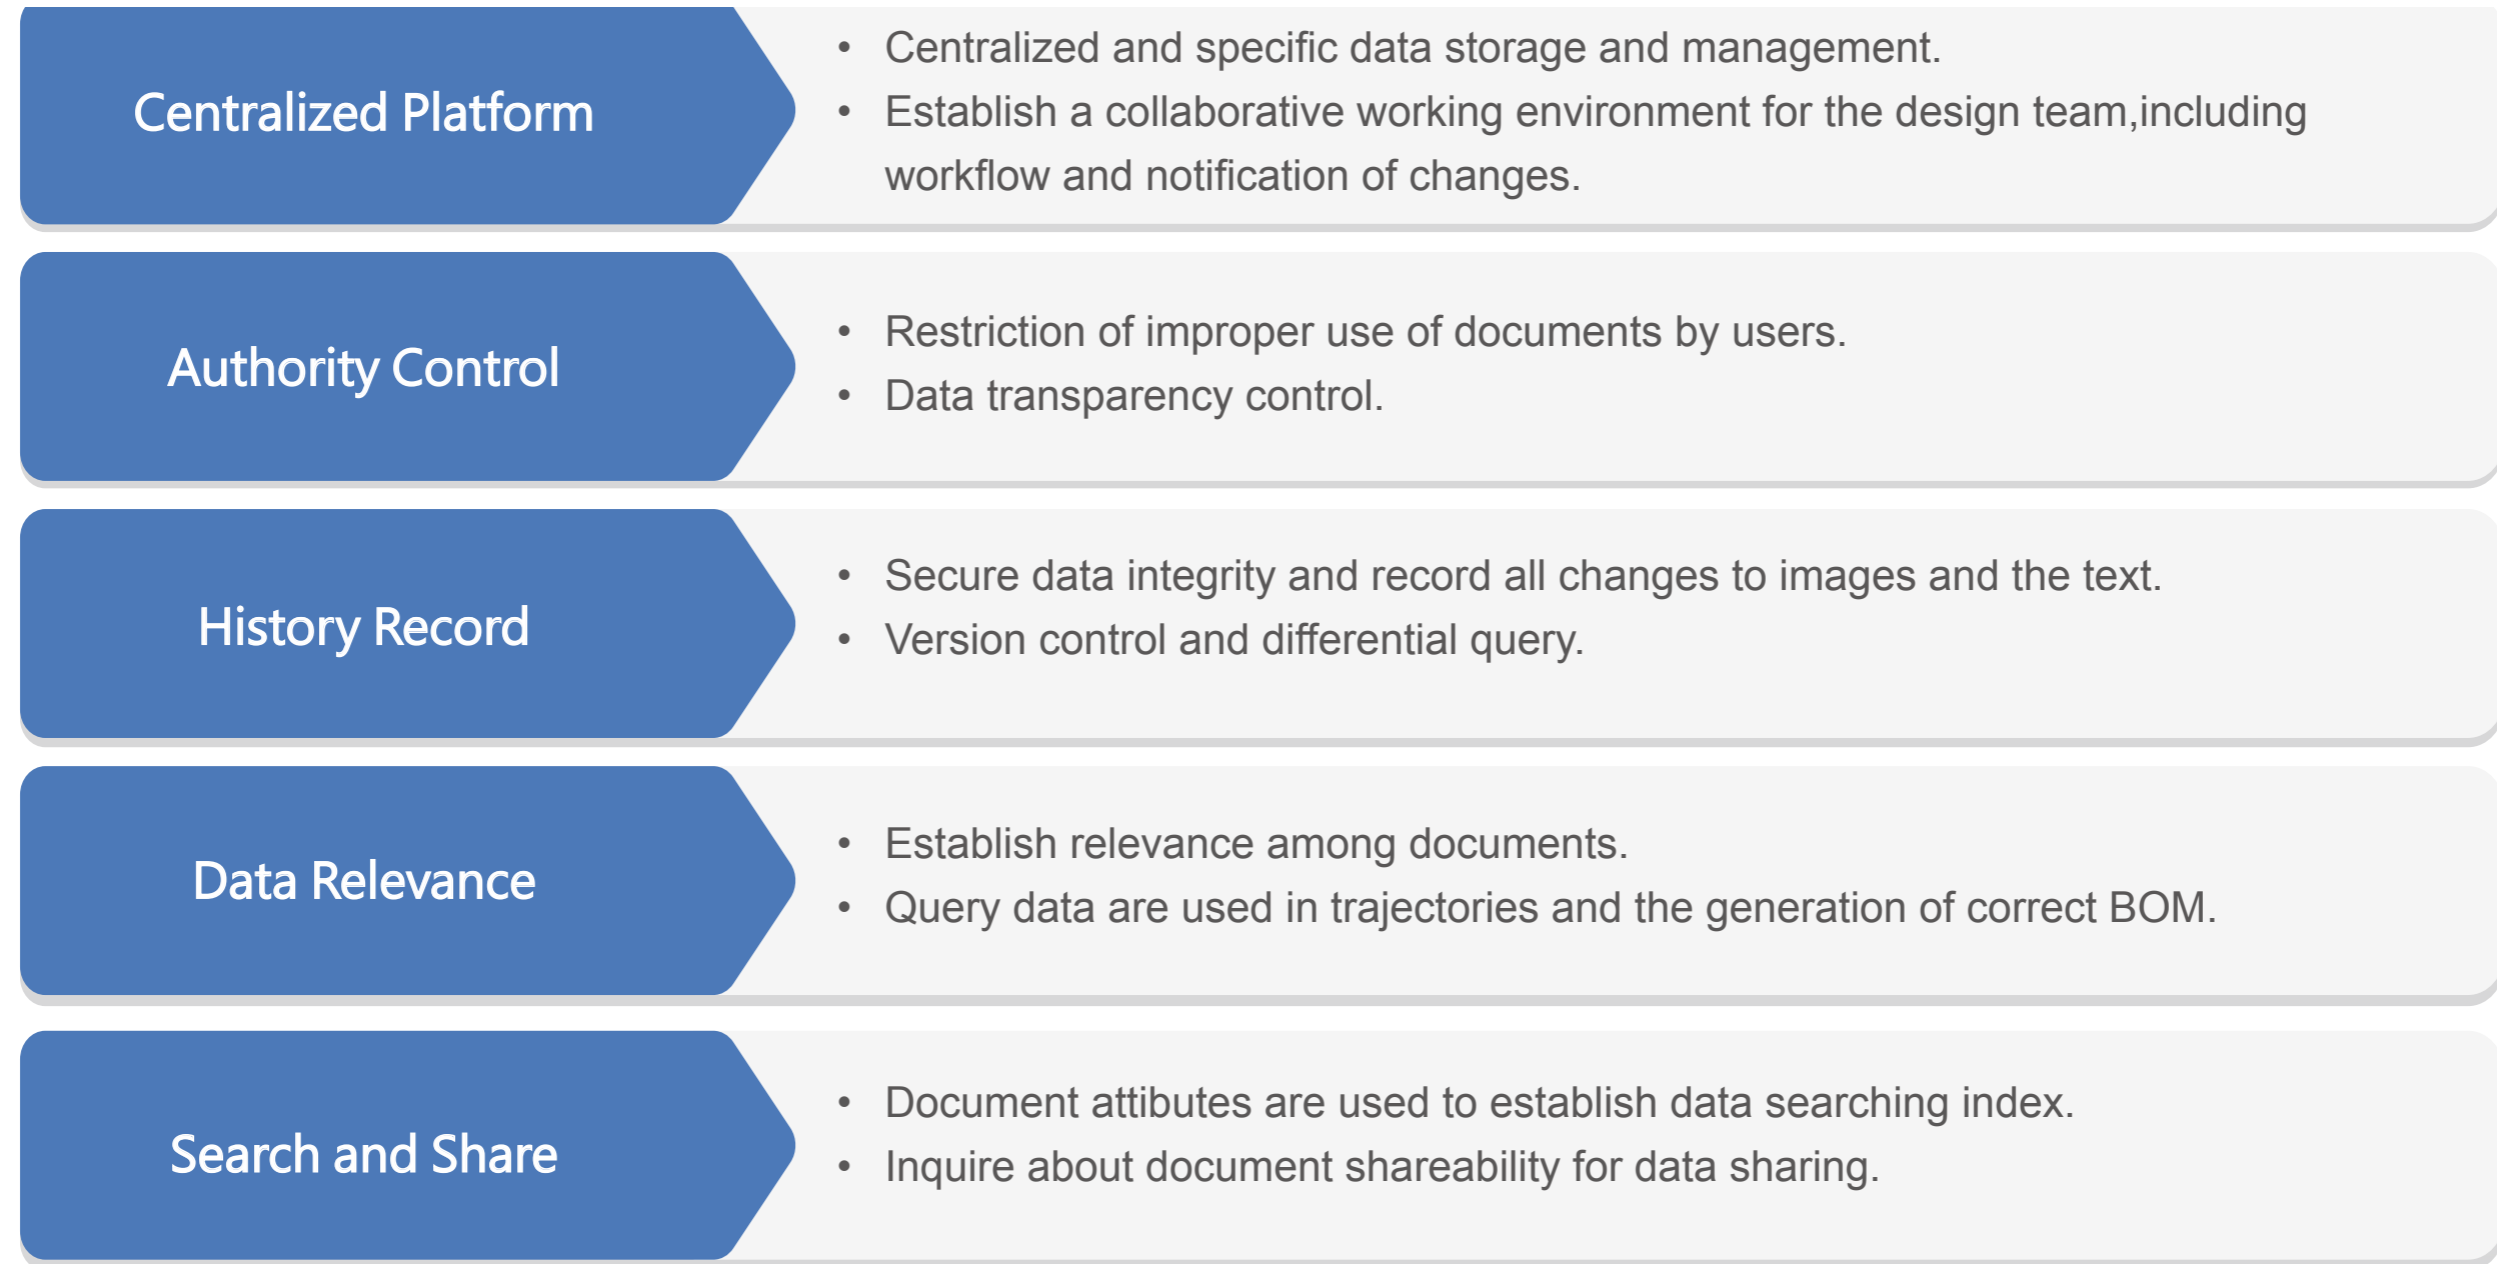 Centralized Platform
• Centralized and specific data storage and management.
• Establish a collaborative working environment for the design team,including
workflow and notification of changes.
Authority Control
• Restriction of improper use of documents by users.
• Data transparency control.
History Record
• Secure data integrity and record all changes to images and the text.
• Version control and differential query.
Data Relevance
• Establish relevance among documents.
• Query data are used in trajectories and the generation of correct BOM.
Search and Share
• Document attibutes are used to establish data searching index.
• Inquire about document shareability for data sharing.